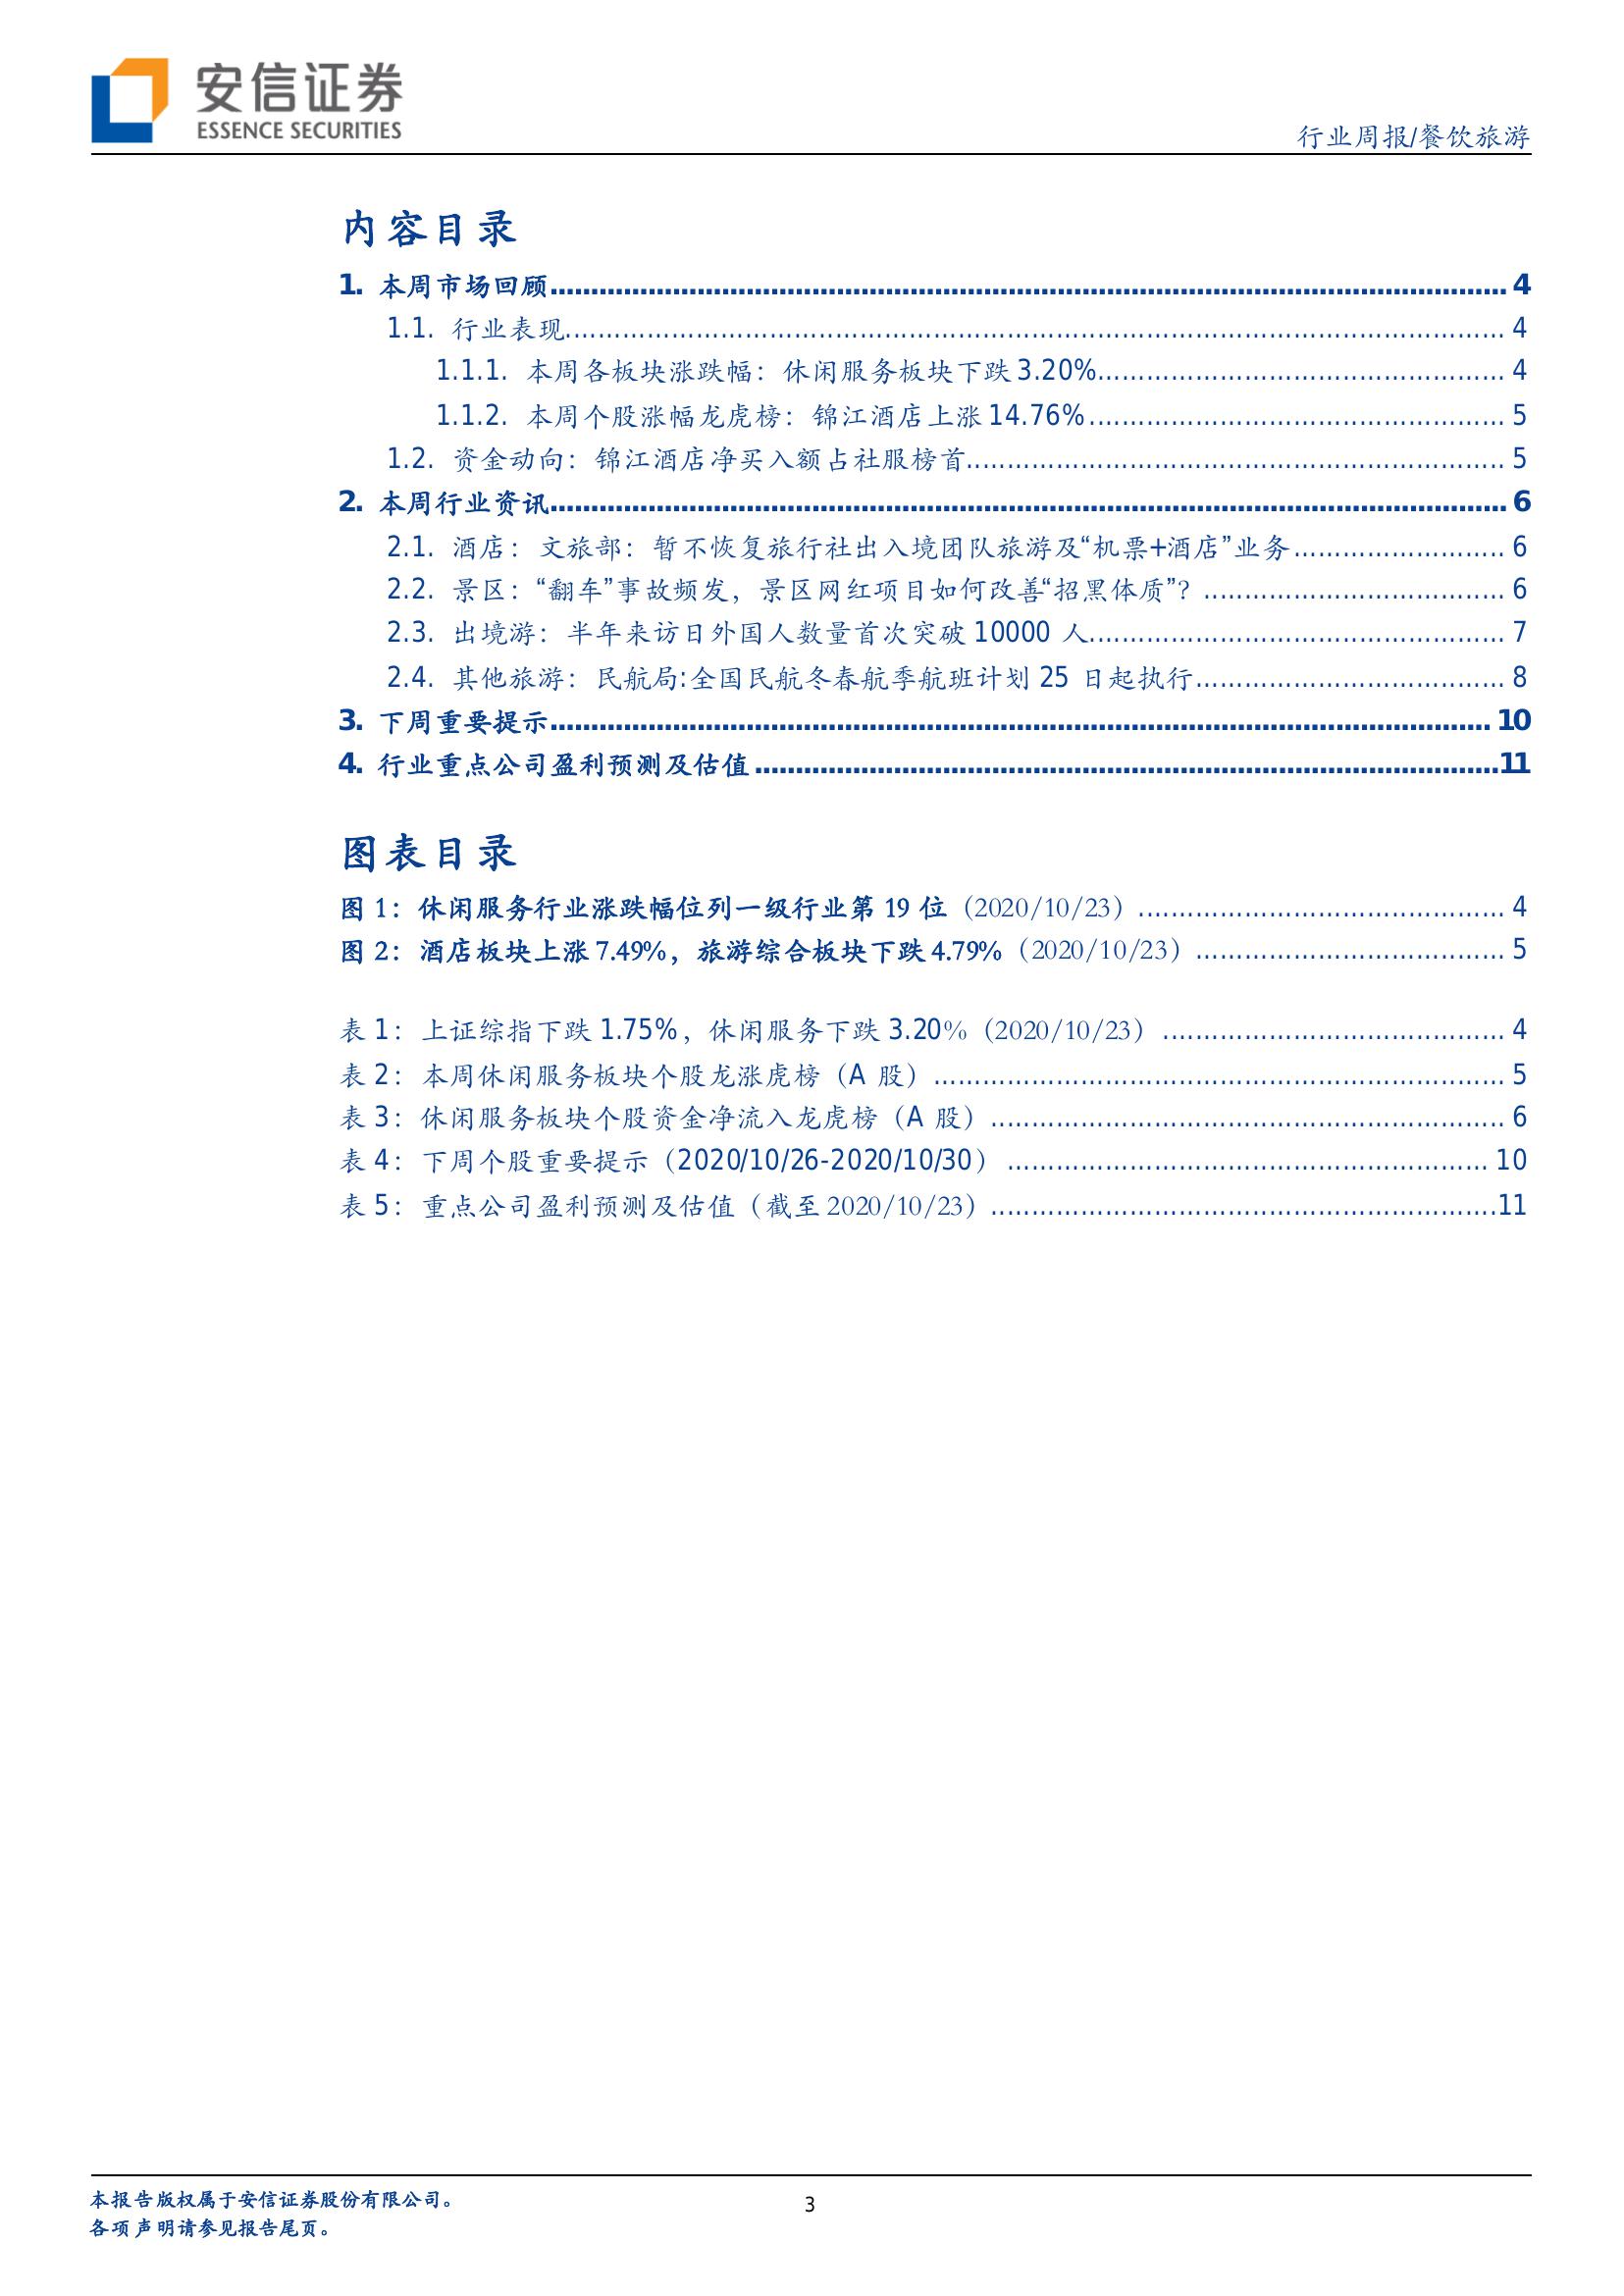 安信证券
ESSENCE SECURITIES
行业周报/餐饮旅游
内容目录
1. 本周市场回顾 4
1.1. 行业表现 4
1.1.1. 本周各板块涨跌幅：休闲服务板块下跌 3.20% 4
1.1.2. 本周个股涨幅龙虎榜：锦江酒店上涨 14.76% 5
1.2. 资金动向：锦江酒店净买入额占社服榜首 5
2. 本周行业资讯 6
2.1. 酒店：文旅部：暂不恢复旅行社出入境团队旅游及“机票+酒店”业务 6
2.2. 景区：“翻车”事故频发，景区网红项目如何改善“招黑体质”？ 6
2.3. 出境游：半年来访日外国人数量首次突破 10000 人 7
2.4. 其他旅游：民航局:全国民航冬春航季航班计划 25 日起执行 8
3. 下周重要提示 10
4. 行业重点公司盈利预测及估值 11
图表目录
图 1：休闲服务行业涨跌幅位列一级行业第 19 位（2020/10/23） 4
图 2：酒店板块上涨 7.49%，旅游综合板块下跌 4.79%（2020/10/23） 5
表 1：上证综指下跌 1.75%，休闲服务下跌 3.20%（2020/10/23） 4
表 2：本周休闲服务板块个股龙涨虎榜（A 股） 5
表 3：休闲服务板块个股资金净流入龙虎榜（A 股） 6
表 4：下周个股重要提示（2020/10/26-2020/10/30） 10
表 5：重点公司盈利预测及估值（截至 2020/10/23） 11
本报告版权属于安信证券股份有限公司。
3
各项声明请参见报告尾页。